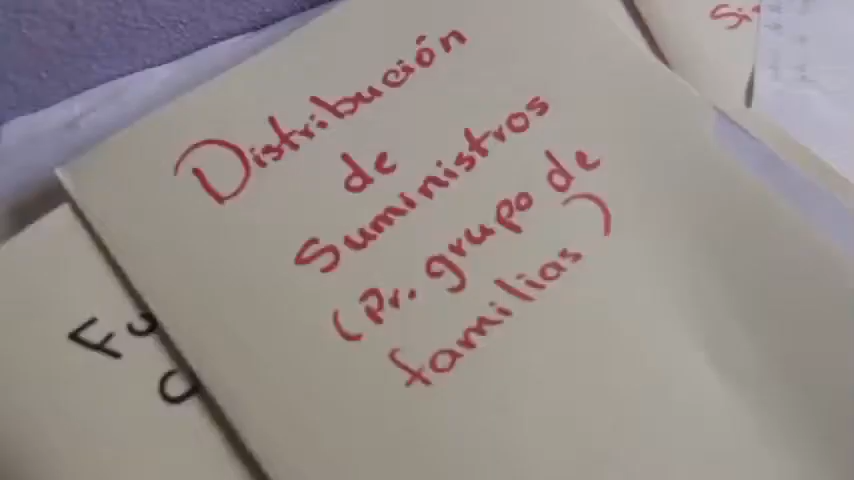 Distribución
de
Suministros
(Pr. grupo de
familias)